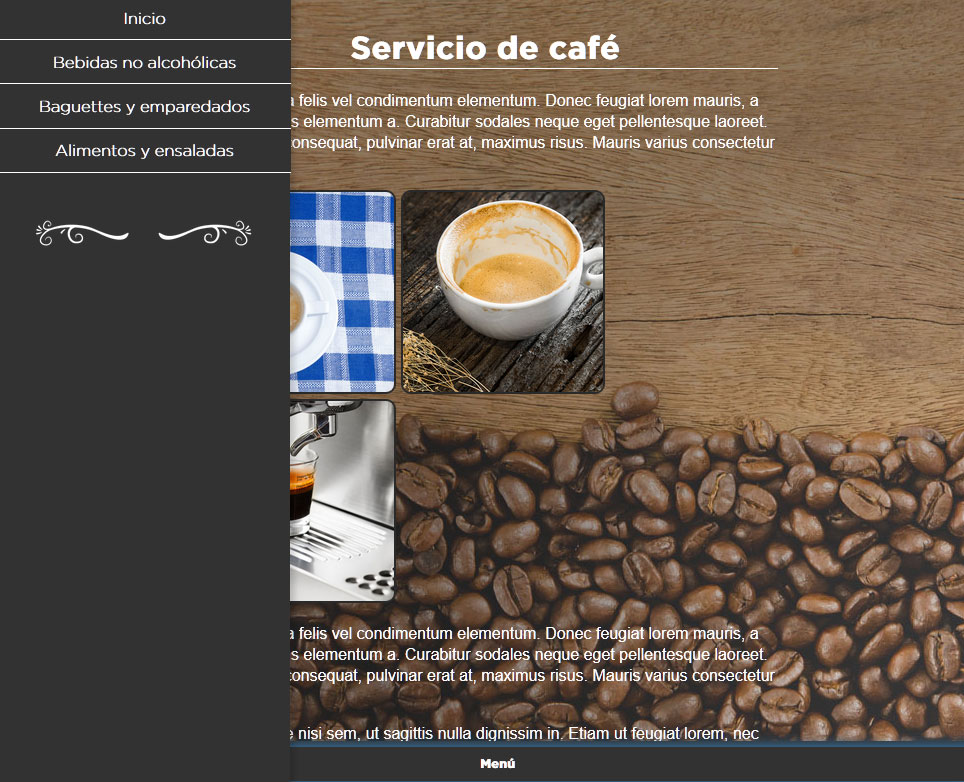 Inicio
Bebidas no alcohólicas
Baguettes y emparedados
Alimentos y ensaladas
Servicio de café
felis vel condimentum elementum. Donec feugiat lorem mauris, a
elementum a. Curabitur sodales neque eget pellentesque laoreet.
onsequat, pulvinar erat at, maximus risus. Mauris varius consectetur
felis vel condimentum elementum. Donec feugiat lorem mauris, a
elementum a. Curabitur sodales neque eget pellentesque laoreet.
onsequat, pulvinar erat at, maximus risus. Mauris varius consectetur
nisi sem, ut sagittis nulla dignissim in. Etiam ut feugiat lorem, nec
Menú